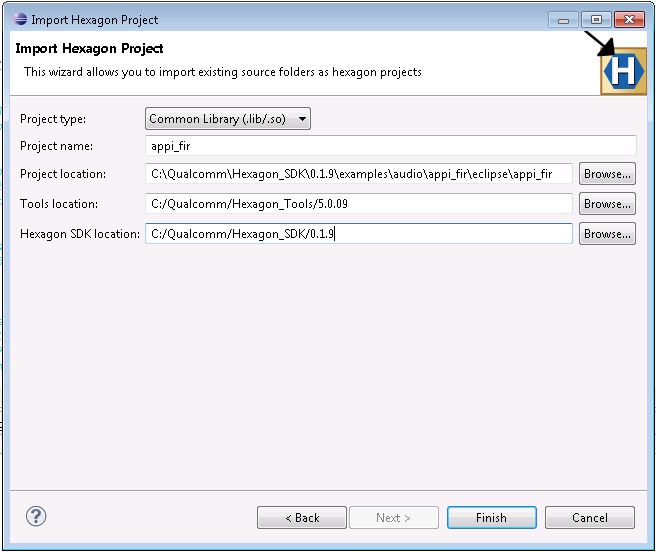 Import Hexagon Project
Import Hexagon Project
This wizard allows you to import existing source folders as hexagon projects
H
Project type: Common Library (.lib/.so)
Project name: appi_fir
Project location: C:\Qualcomm\Hexagon_SDK\0.1.9\examples\audio\appi_fir\eclipse\appi_fir Browse...
Tools location: C:/Qualcomm/Hexagon_Tools/5.0.09 Browse...
Hexagon SDK location: C:/Qualcomm/Hexagon_SDK/0.1.9 Browse...
? < Back Next > Finish Cancel